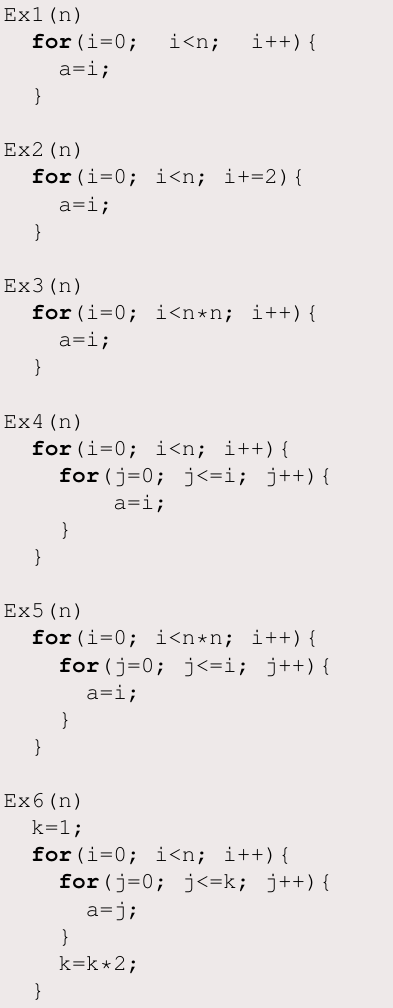 Ex1(n)
  for(i=0;  i<n;  i++){
    a=i;
  }

Ex2(n)
  for(i=0; i<n; i+=2){
    a=i;
  }

Ex3(n)
  for(i=0; i<n*n; i++){
    a=i;
  }

Ex4(n)
  for(i=0; i<n; i++){
    for(j=0; j<=i; j++){
        a=i;
    }
  }

Ex5(n)
  for(i=0; i<n*n; i++){
    for(j=0; j<=i; j++){
      a=i;
    }
  }

Ex6(n)
  k=1;
  for(i=0; i<n; i++){
    for(j=0; j<=k; j++){
      a=j;
    }
    k=k*2;
  }